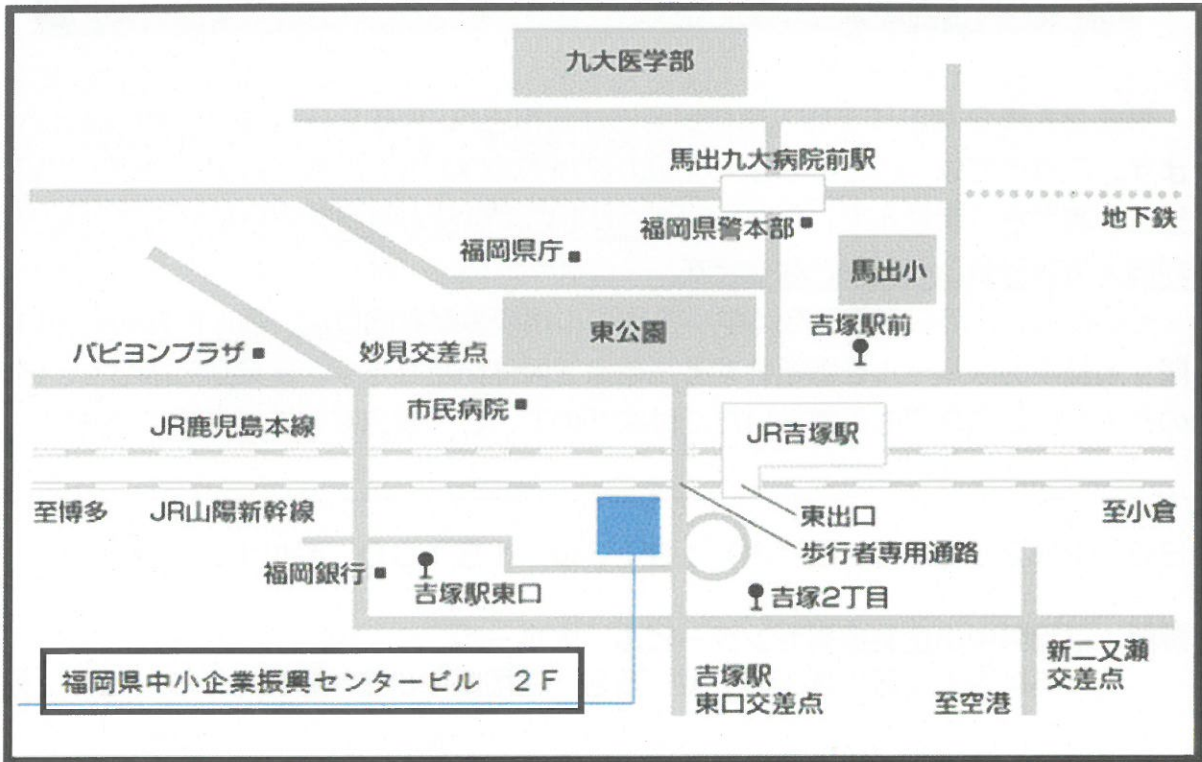 九大医学部
馬出九大病院前駅
地下鉄
福岡県警本部
福岡県庁
馬出小
東公園
吉塚駅前
パピヨンプラザ
妙見交差点
市民病院
JR鹿児島本線
JR吉塚駅
至博多
JR山陽新幹線
東出口
至小倉
歩行者専用通路
福岡銀行
吉塚駅東口
吉塚2丁目
福岡県中小企業振興センタービル 2F
吉塚駅
東口交差点
至空港
新二又瀬
交差点